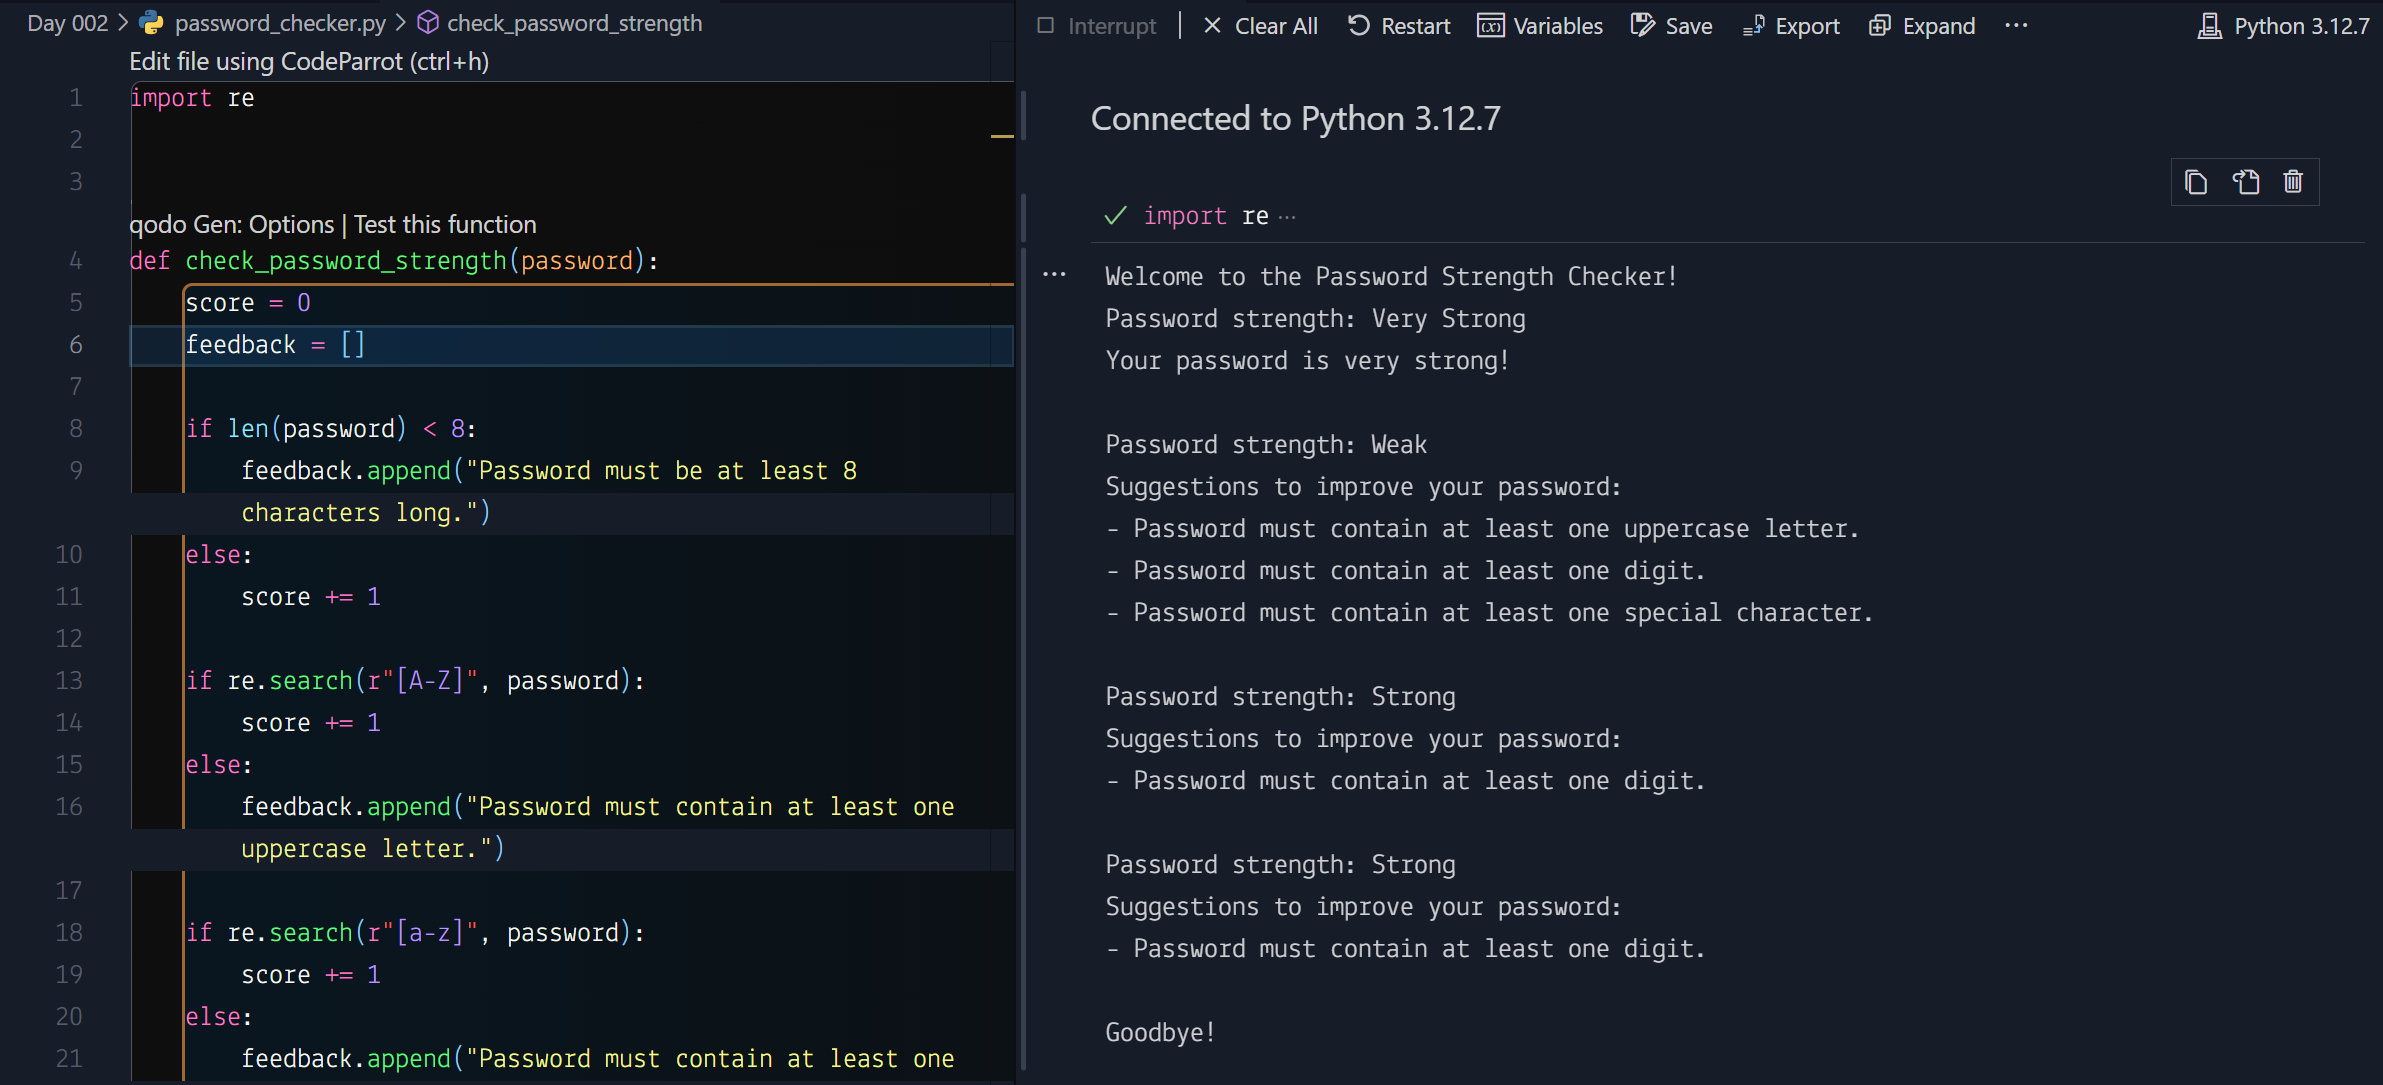 Day 002 > password_checker.py > check_password_strength
Edit file using CodeParrot (ctrl+h)
1 import re
2
3
qodo Gen: Options | Test this function
4 def check_password_strength(password):
5     score = 0
6     feedback = []
7
8     if len(password) < 8:
9         feedback.append("Password must be at least 8
        characters long.")
10     else:
11         score += 1
12
13     if re.search(r"[A-Z]", password):
14         score += 1
15     else:
16         feedback.append("Password must contain at least one
        uppercase letter.")
17
18     if re.search(r"[a-z]", password):
19         score += 1
20     else:
21         feedback.append("Password must contain at least one
Interrupt | Clear All Restart Variables Save Export Expand ··· Python 3.12.7
Connected to Python 3.12.7
import re ···
Welcome to the Password Strength Checker!
Password strength: Very Strong
Your password is very strong!
Password strength: Weak
Suggestions to improve your password:
- Password must contain at least one uppercase letter.
- Password must contain at least one digit.
- Password must contain at least one special character.
Password strength: Strong
Suggestions to improve your password:
- Password must contain at least one digit.
Password strength: Strong
Suggestions to improve your password:
- Password must contain at least one digit.
Goodbye!